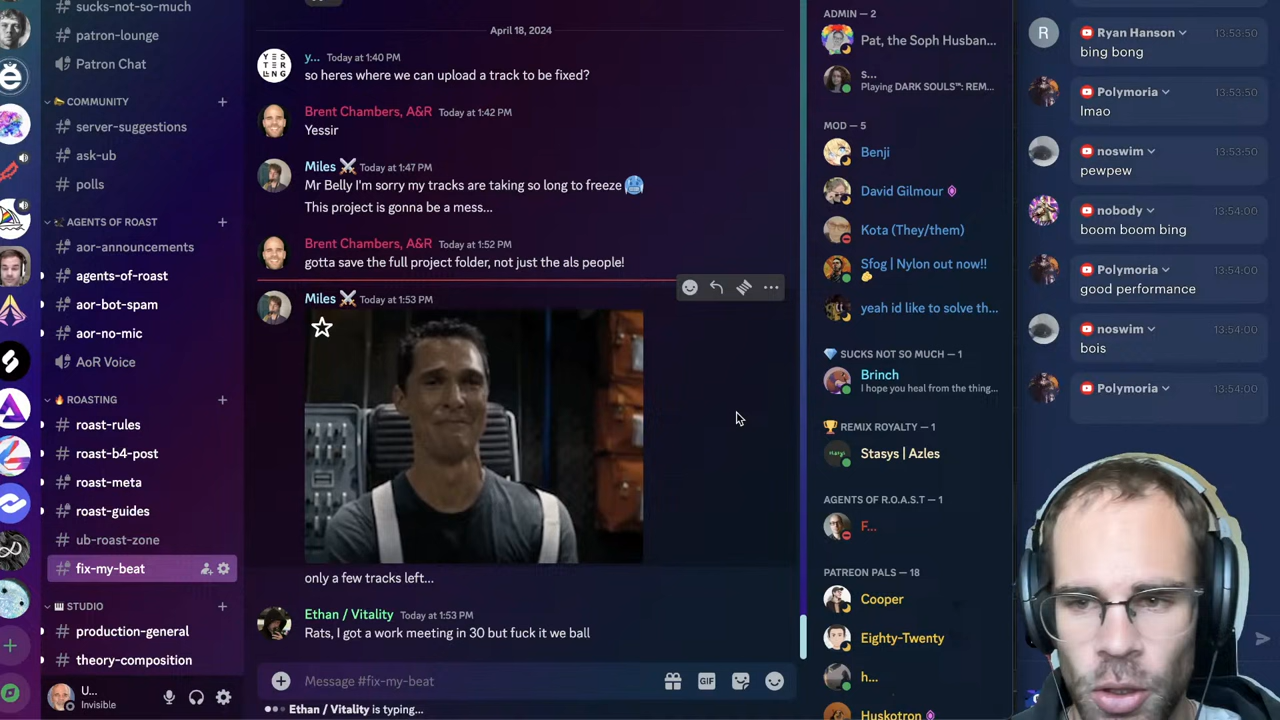 sucks-not-so-much
patron-lounge
Patron Chat
COMMUNITY
server-suggestions
ask-ub
polls
AGENTS OF ROAST
aor-announcements
agents-of-roast
aor-bot-spam
aor-no-mic
AoR Voice
ROASTING
roast-rules
roast-b4-post
roast-meta
roast-guides
ub-roast-zone
fix-my-beat
STUDIO
production-general
theory-composition
U...
Invisible
April 18, 2024
YES
TER
LNG
y... Today at 1:40 PM
so heres where we can upload a track to be fixed?
Brent Chambers, A&R Today at 1:42 PM
Yessir
Miles ⚔️ Today at 1:47 PM
Mr Belly I'm sorry my tracks are taking so long to freeze 🥶
This project is gonna be a mess...
Brent Chambers, A&R Today at 1:52 PM
gotta save the full project folder, not just the als people!
Miles ⚔️ Today at 1:53 PM
only a few tracks left...
Ethan / Vitality Today at 1:53 PM
Rats, I got a work meeting in 30 but fuck it we ball
Message #fix-my-beat
GIF
Ethan / Vitality is typing...
ADMIN — 2
Pat, the Soph Husban...
s...
Playing DARK SOULS™: REM...
MOD — 5
Benji
David Gilmour
Kota (They/them)
Sfog | Nylon out now!!
yeah id like to solve th...
💎 SUCKS NOT SO MUCH — 1
Brinch
I hope you heal from the thing...
🏆 REMIX ROYALTY — 1
Stasys | Azles
AGENTS OF R.O.A.S.T — 1
F...
PATREON PALS — 18
Cooper
Eighty-Twenty
h...
Huskotron
R
Ryan Hanson 13:53:50
bing bong
Polymoria 13:53:50
lmao
noswim 13:53:50
pewpew
nobody 13:54:00
boom boom bing
Polymoria 13:54:00
good performance
noswim 13:54:00
bois
Polymoria 13:54:00